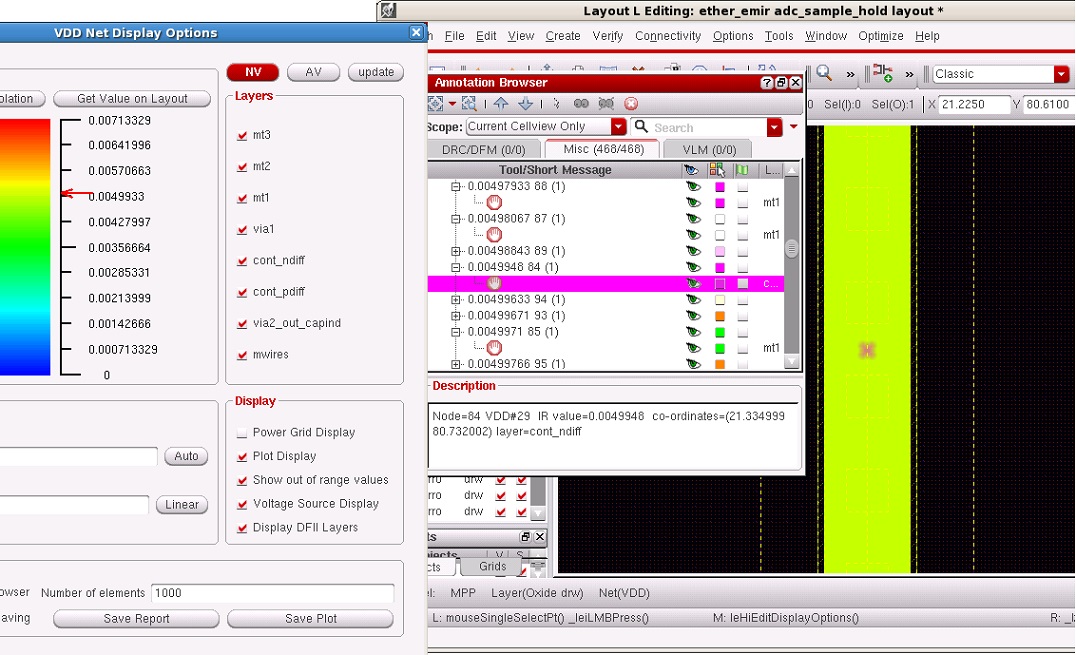 Layout L Editing: ether_emir adc_sample_hold layout *
VDD Net Display Options
File Edit View Create Verify Connectivity Options Tools Window Optimize Help
NV AV update
Get Value on Layout
0.00713329
0.00641996
0.00570663
0.0049933
0.00427997
0.00356664
0.00285331
0.00213999
0.00142666
0.000713329
0
Layers
mt3
mt2
mt1
via1
cont_ndiff
cont_pdiff
via2_out_capind
mwires
Auto
Linear
Display
Power Grid Display
Plot Display
Show out of range values
Voltage Source Display
Display DFII Layers
Number of elements 1000
Save Report Save Plot
Annotation Browser
Scope: Current Cellview Only Search
DRC/DFM (0/0) Misc (468/468) VLM (0/0)
Tool/Short Message L...
0.00497933 88 (1)
mt1
0.00498067 87 (1)
mt1
0.00498843 89 (1)
0.0049948 84 (1)
c...
0.00499633 94 (1)
0.00499671 93 (1)
0.0049971 85 (1)
mt1
0.00499766 95 (1)
Description
Node=84 VDD#29 IR value=0.0049948 co-ordinates=(21.334999
80.732002) layer=cont_ndiff
Classic
Sel(I):0 Sel(O):1 X 21.2250 Y 80.6100
rro drw
rro drw
rro drw
V S
Grids
MPP Layer(Oxide drw) Net(VDD)
L: mouseSingleSelectPt() _leiLMBPress() M: leHiEditDisplayOptions() R: